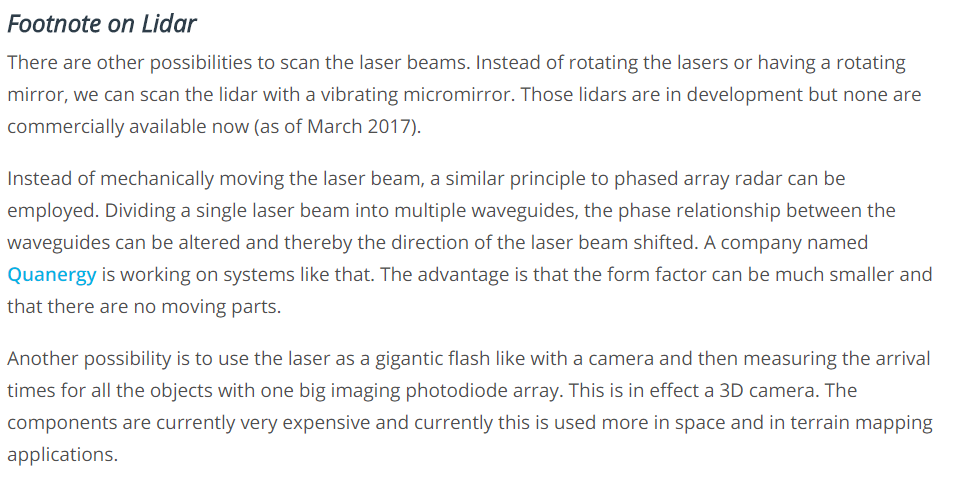 Footnote on Lidar
There are other possibilities to scan the laser beams. Instead of rotating the lasers or having a rotating
mirror, we can scan the lidar with a vibrating micromirror. Those lidars are in development but none are
commercially available now (as of March 2017).
Instead of mechanically moving the laser beam, a similar principle to phased array radar can be
employed. Dividing a single laser beam into multiple waveguides, the phase relationship between the
waveguides can be altered and thereby the direction of the laser beam shifted. A company named
Quanergy is working on systems like that. The advantage is that the form factor can be much smaller and
that there are no moving parts.
Another possibility is to use the laser as a gigantic flash like with a camera and then measuring the arrival
times for all the objects with one big imaging photodiode array. This is in effect a 3D camera. The
components are currently very expensive and currently this is used more in space and in terrain mapping
applications.